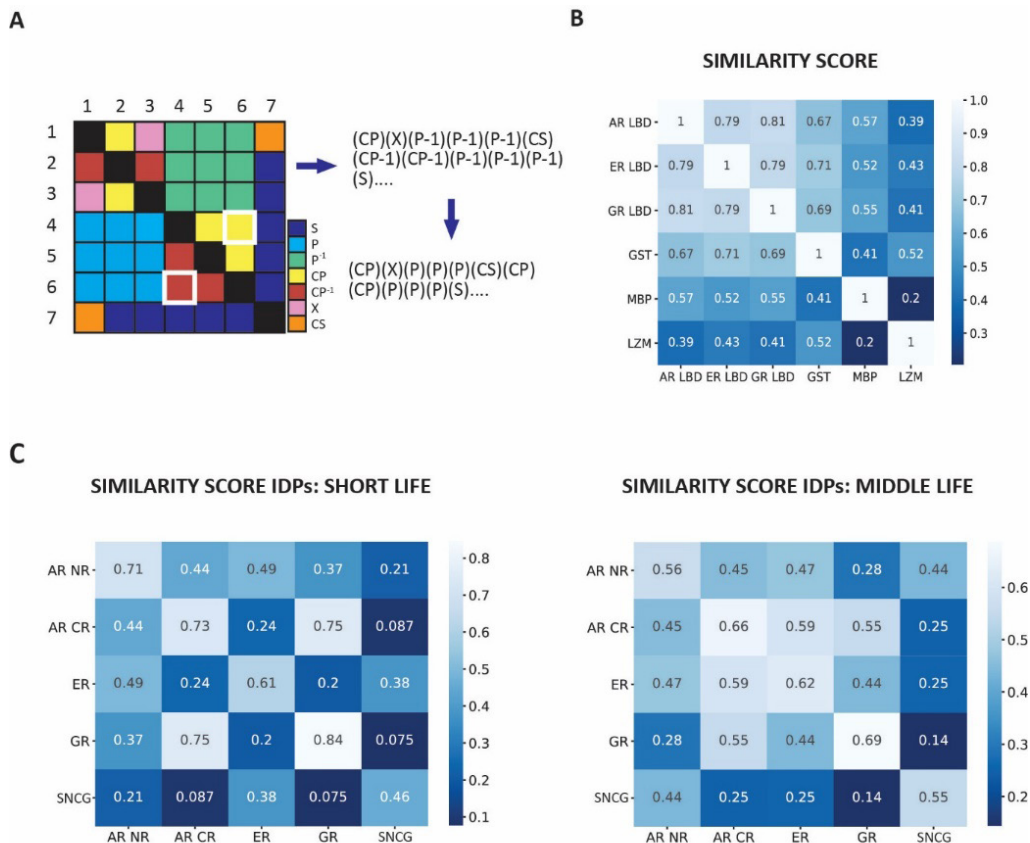 A
1 2 3 4 5 6 7
1
2
3
4
5
6
7
S
P
P-1
CP
CP-1
X
CS
(CP)(X)(P-1)(P-1)(P-1)(CS)
(CP-1)(CP-1)(P-1)(P-1)(P-1)
(S)....
(CP)(X)(P)(P)(P)(CS)(CP)
(CP)(P)(P)(P)(S)....
B
SIMILARITY SCORE
AR LBD 1 0.79 0.81 0.67 0.57 0.39
ER LBD 0.79 1 0.79 0.71 0.52 0.43
GR LBD 0.81 0.79 1 0.69 0.55 0.41
GST 0.67 0.71 0.69 1 0.41 0.52
MBP 0.57 0.52 0.55 0.41 1 0.2
LZM 0.39 0.43 0.41 0.52 0.2 1
AR LBD ER LBD GR LBD GST MBP LZM
1.0
0.9
0.8
0.7
0.6
0.5
0.4
0.3
C
SIMILARITY SCORE IDPs: SHORT LIFE
AR NR 0.71 0.44 0.49 0.37 0.21
AR CR 0.44 0.73 0.24 0.75 0.087
ER 0.49 0.24 0.61 0.2 0.38
GR 0.37 0.75 0.2 0.84 0.075
SNCG 0.21 0.087 0.38 0.075 0.46
AR NR AR CR ER GR SNCG
0.8
0.7
0.6
0.5
0.4
0.3
0.2
0.1
SIMILARITY SCORE IDPs: MIDDLE LIFE
AR NR 0.56 0.45 0.47 0.28 0.44
AR CR 0.45 0.66 0.59 0.55 0.25
ER 0.47 0.59 0.62 0.44 0.25
GR 0.28 0.55 0.44 0.69 0.14
SNCG 0.44 0.25 0.25 0.14 0.55
AR NR AR CR ER GR SNCG
0.6
0.5
0.4
0.3
0.2